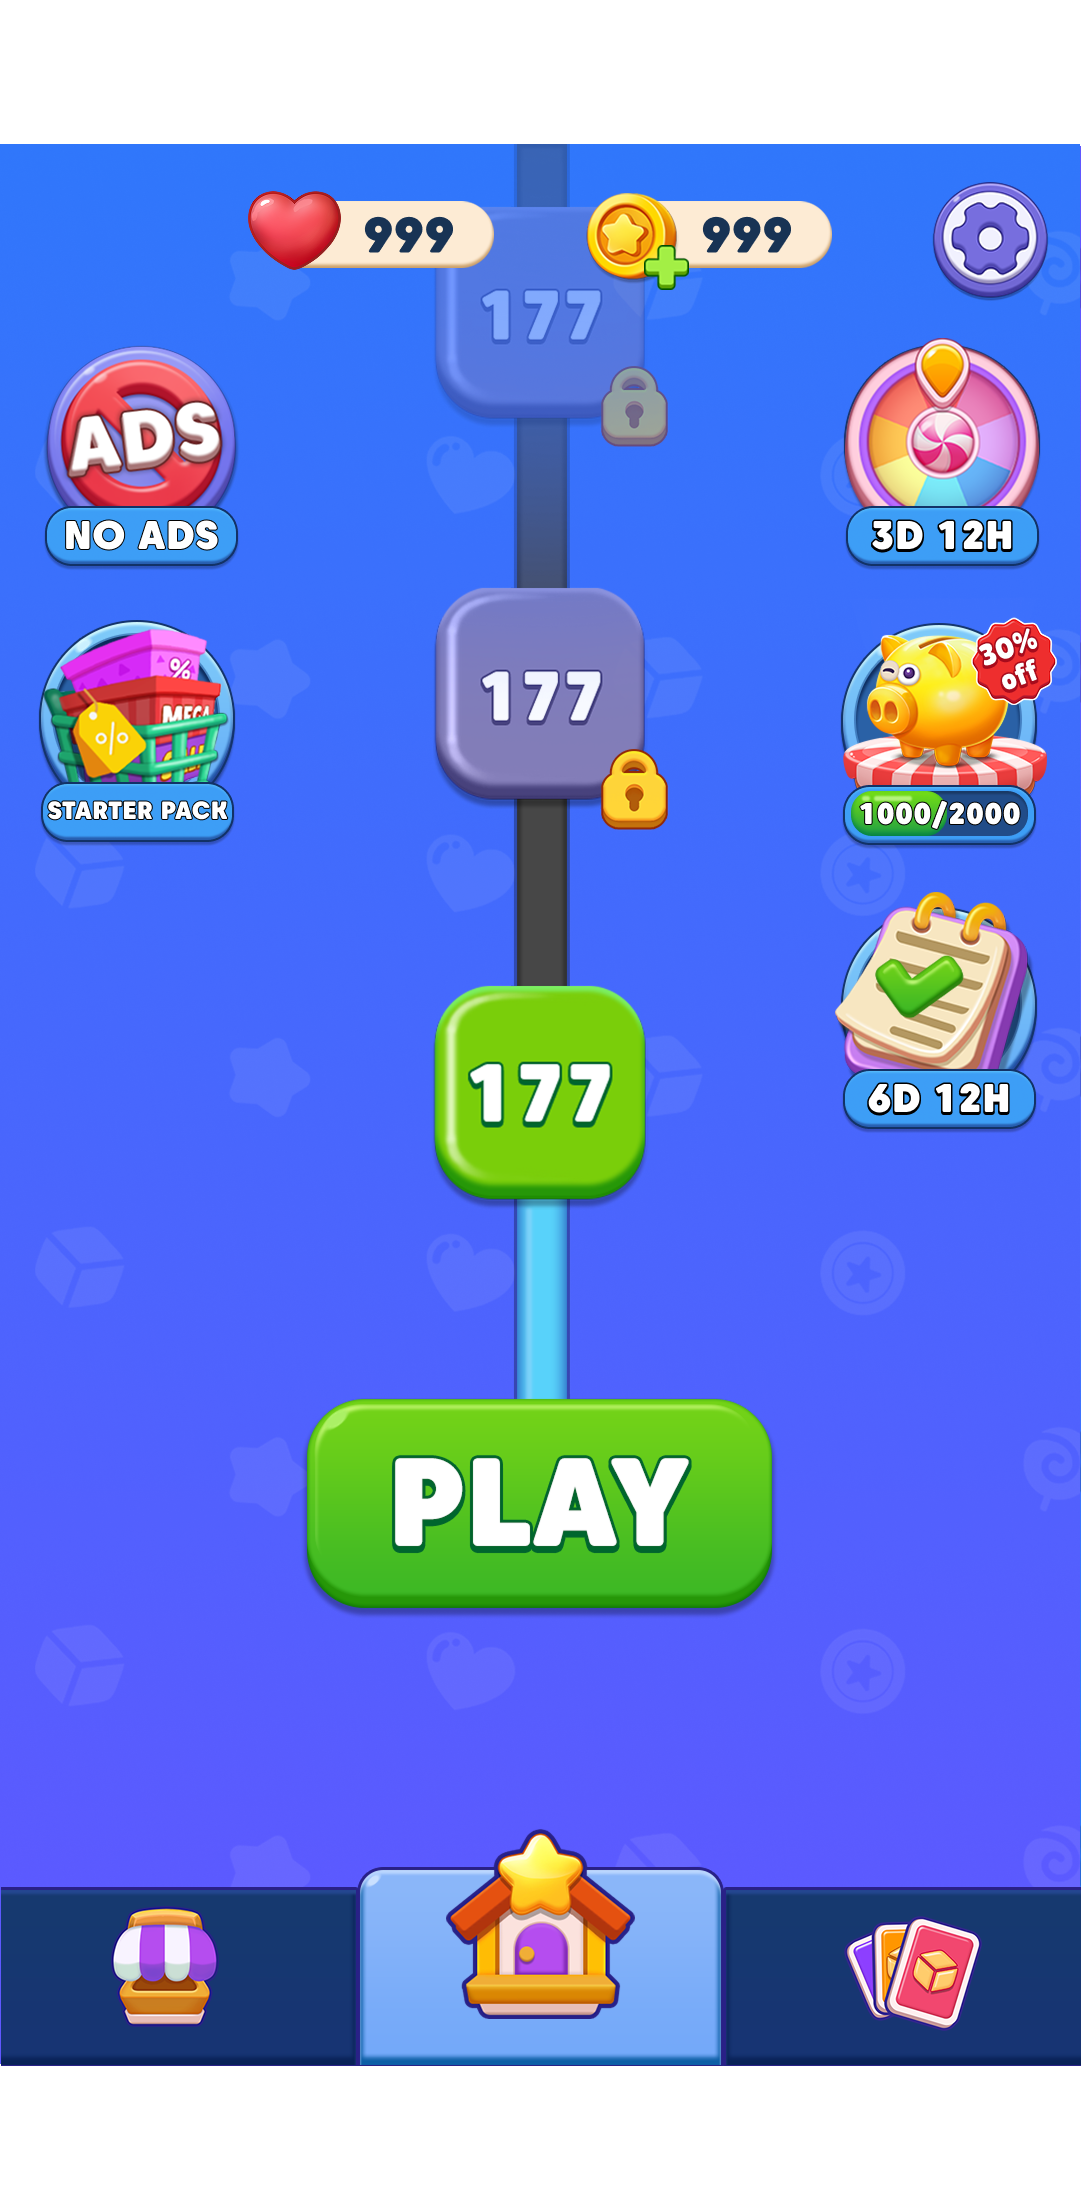 999
999
177
ADS
NO ADS
3D 12H
177
%
MEGA
%
STARTER PACK
30%
off
1000/2000
177
6D 12H
PLAY